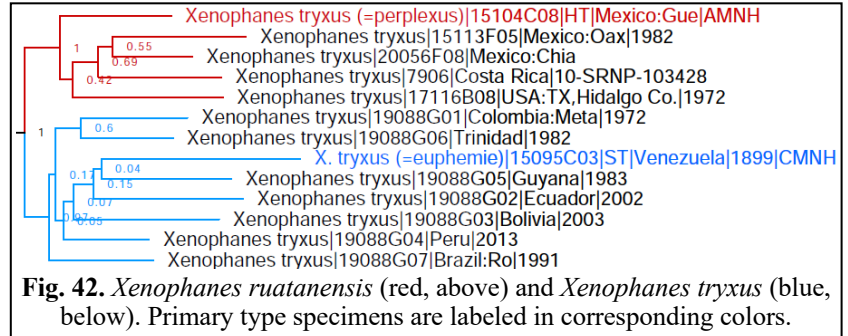 Xenophanes tryxus (=perplexus)|15104C08|HT|Mexico:Gue|AMNH
1
0.55
Xenophanes tryxus|15113F05|Mexico:Oax|1982
0.69
Xenophanes tryxus|20056F08|Mexico:Chia
0.42
Xenophanes tryxus|7906|Costa Rica|10-SRNP-103428
Xenophanes tryxus|17116B08|USA:TX,Hidalgo Co.|1972
1
0.6
Xenophanes tryxus|19088G01|Colombia:Meta|1972
Xenophanes tryxus|19088G06|Trinidad|1982
0.17
0.04
X. tryxus (=euphemie)|15095C03|ST|Venezuela|1899|CMNH
0.15
Xenophanes tryxus|19088G05|Guyana|1983
0.07
Xenophanes tryxus|19088G02|Ecuador|2002
0.05
Xenophanes tryxus|19088G03|Bolivia|2003
Xenophanes tryxus|19088G04|Peru|2013
Xenophanes tryxus|19088G07|Brazil:Ro|1991
Fig. 42. Xenophanes ruatanensis (red, above) and Xenophanes tryxus (blue,
below). Primary type specimens are labeled in corresponding colors.